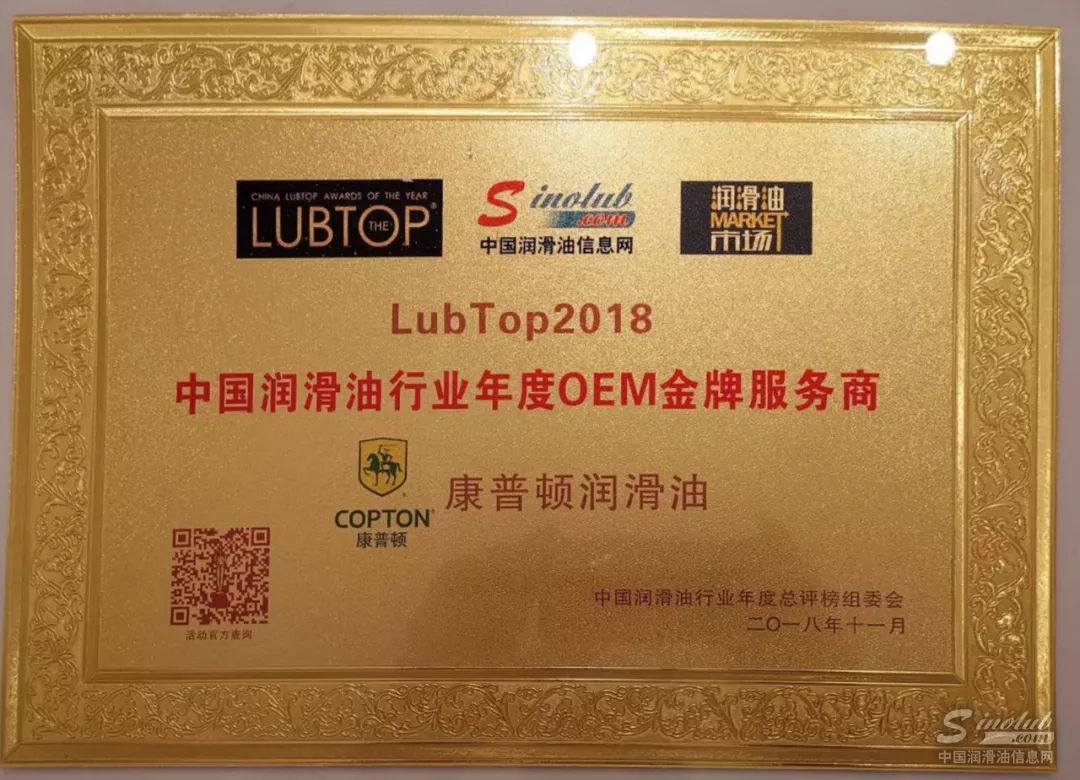 CHINA LUBTOP AWARDS OF THE YEAR
LUBTOP®
THE
Sinolub
.com
中国润滑油信息网
润滑油
MARKET
市场
LubTop2018
中国润滑油行业年度OEM金牌服务商
COPTON®
康普顿
康普顿润滑油
活动官方查询
中国润滑油行业年度总评榜组委会
二〇一八年十一月
Sinolub
.com
中国润滑油信息网